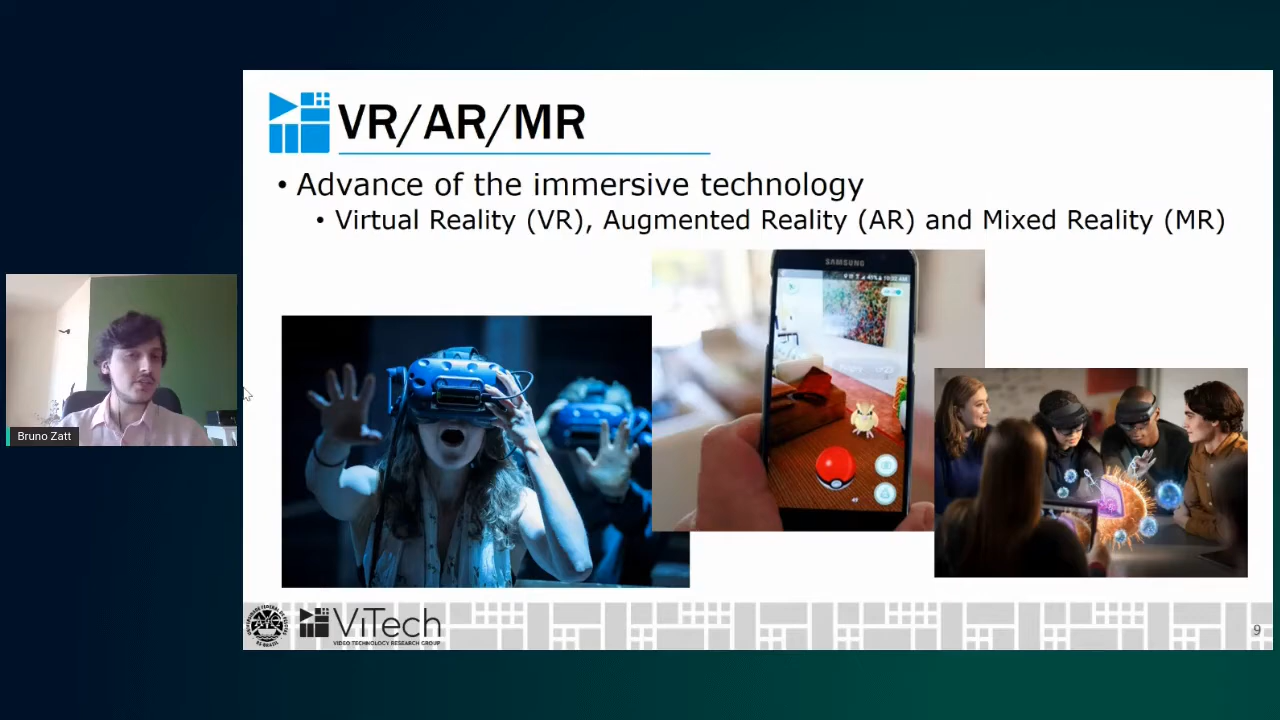 VR/AR/MR
• Advance of the immersive technology
• Virtual Reality (VR), Augmented Reality (AR) and Mixed Reality (MR)
SAMSUNG
Bruno Zatt
ViTech
VIDEO TECHNOLOGY RESEARCH GROUP
9